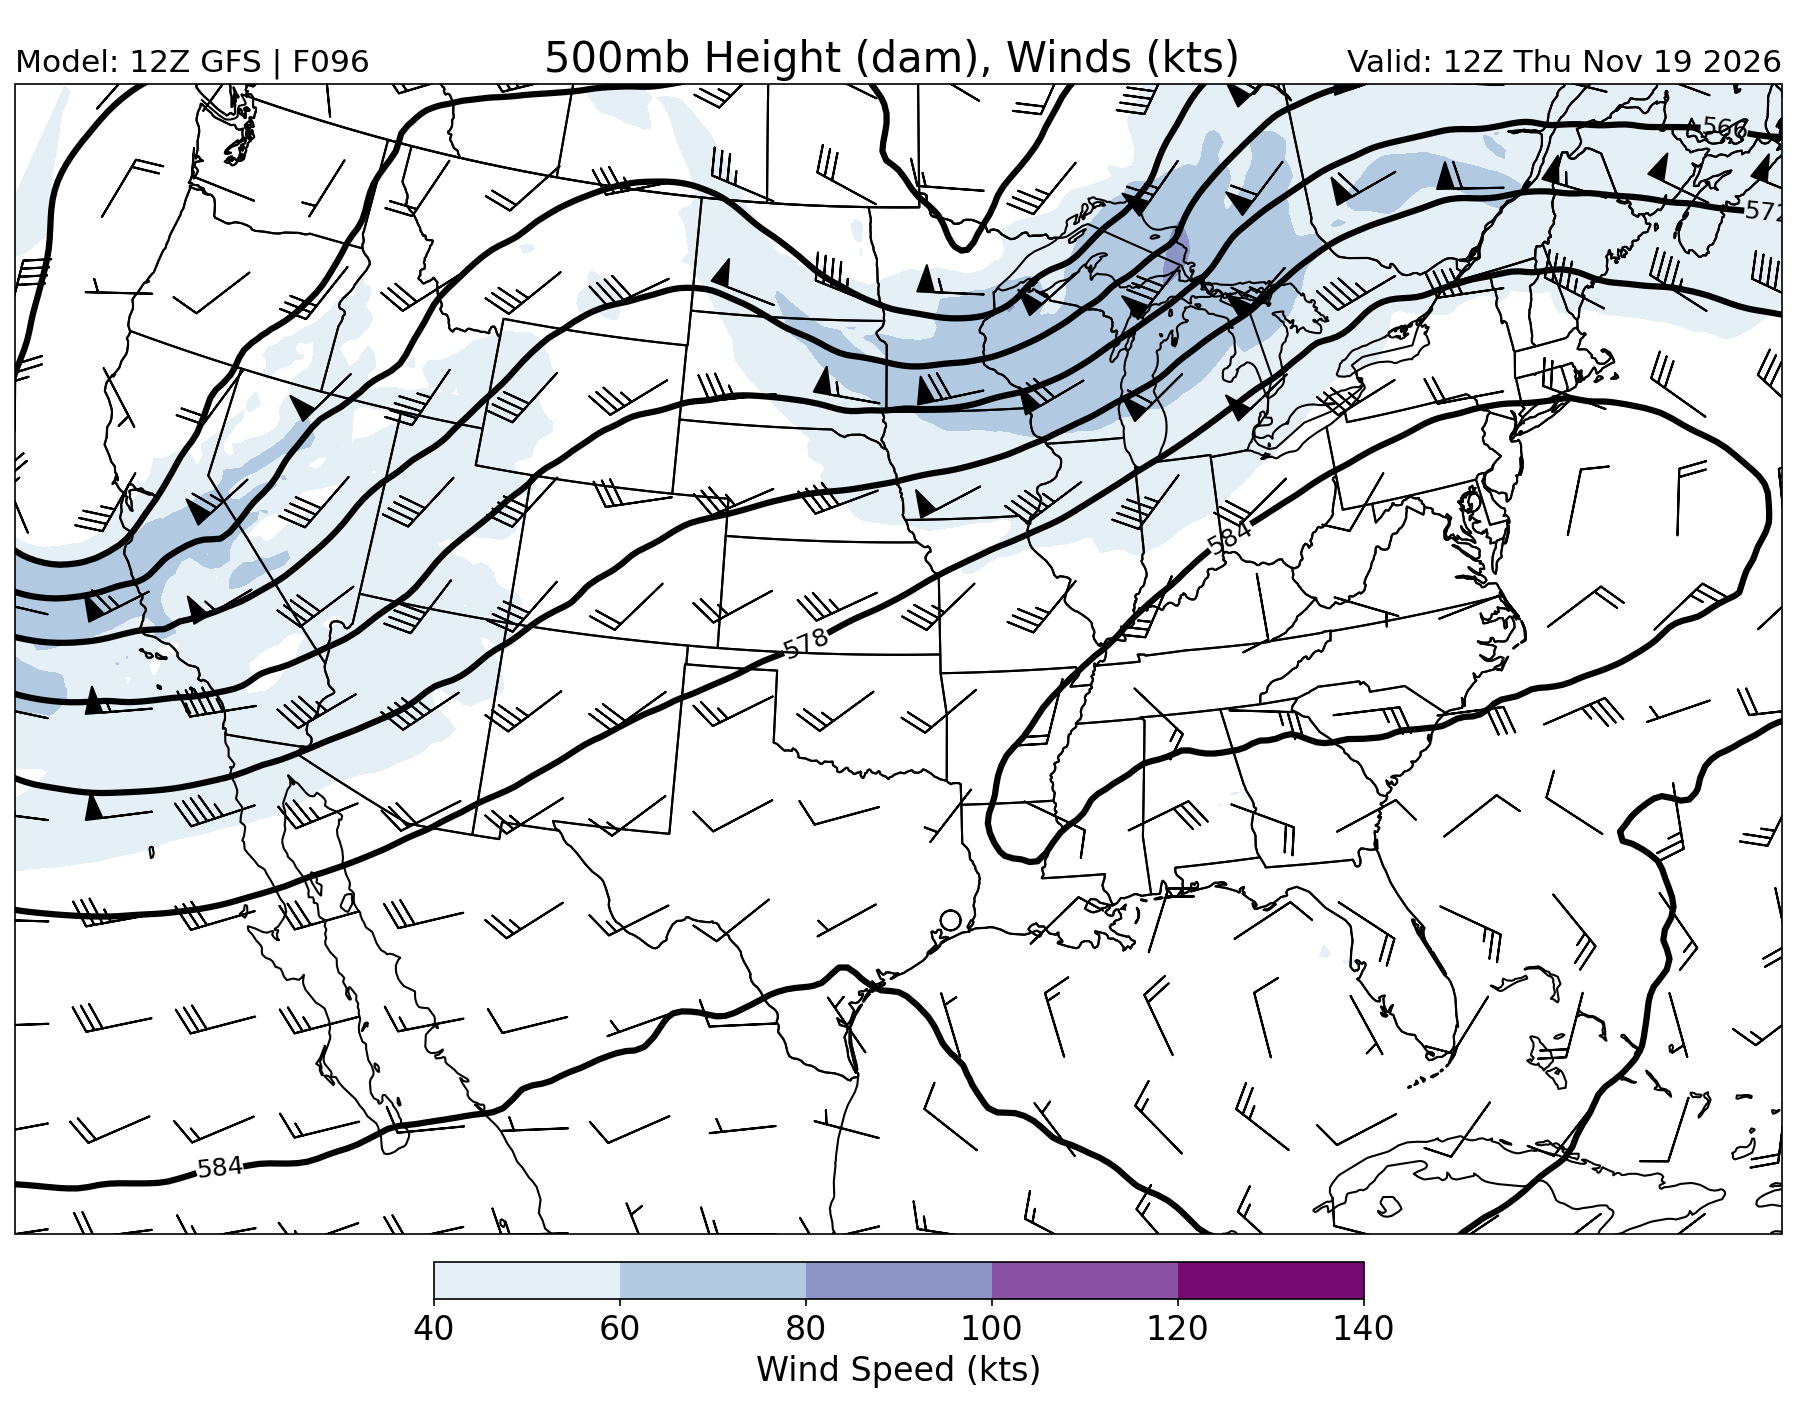 Model: 12Z GFS | F096
500mb Height (dam), Winds (kts)
Valid: 12Z Thu Nov 19 2026
566
572
584
578
584
40 60 80 100 120 140
Wind Speed (kts)